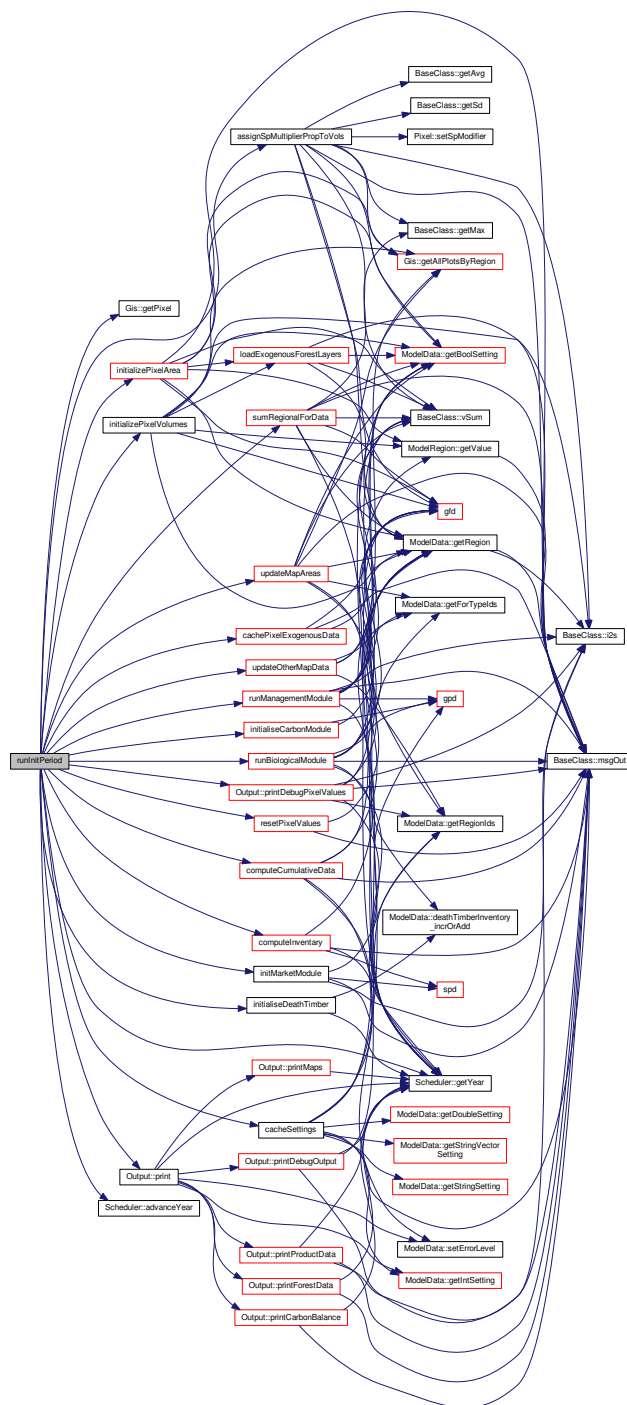 BaseClass::getAvg
BaseClass::getSd
assignSpMultiplierPropToVols
Pixel::setSpModifier
BaseClass::getMax
Gis::getAllPlotsByRegion
Gis::getPixel
loadExogenousForestLayers
ModelData::getBoolSetting
initializePixelArea
sumRegionalForData
BaseClass::vSum
initializePixelVolumes
ModelRegion::getValue
gfd
ModelData::getRegion
updateMapAreas
ModelData::getForTypeIds
cachePixelExogenousData
BaseClass::i2s
updateOtherMapData
runManagementModule
gpd
initialiseCarbonModule
runInitPeriod
runBiologicalModule
BaseClass::msgOut
Output::printDebugPixelValues
resetPixelValues
ModelData::getRegionIds
computeCumulativeData
ModelData::deathTimberInventory
_incrOrAdd
computeInventary
initMarketModule
spd
initialiseDeathTimber
Output::printMaps
Scheduler::getYear
ModelData::getDoubleSetting
cacheSettings
ModelData::getStringVector
Setting
Output::printDebugOutput
Output::print
ModelData::getStringSetting
Scheduler::advanceYear
Output::printProductData
ModelData::setErrorLevel
Output::printForestData
ModelData::getIntSetting
Output::printCarbonBalance